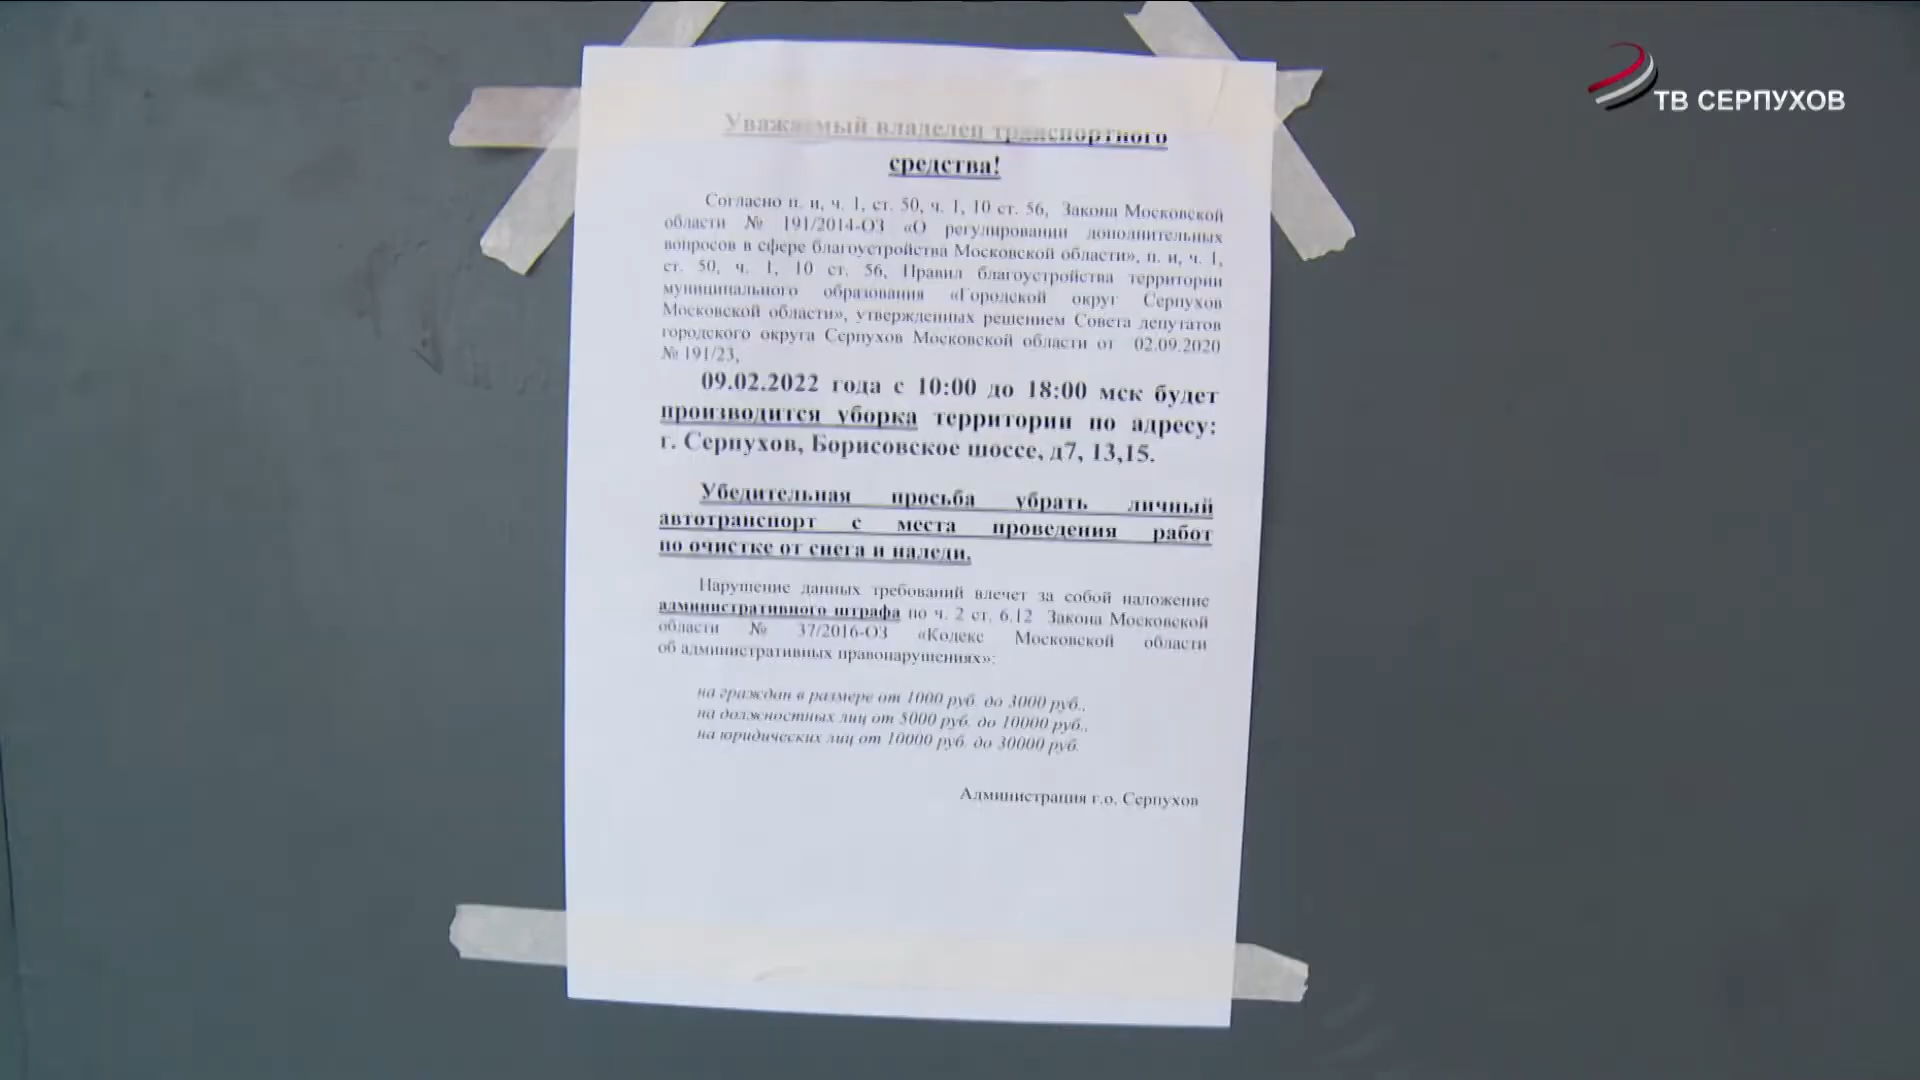 ТВ СЕРПУХОВ
Уважаемый владелец транспортного
средства!
Согласно п. и, ч. 1, ст. 50, ч. 1, 10 ст. 56, Закона Московской
области № 191/2014-ОЗ «О регулировании дополнительных
вопросов в сфере благоустройства Московской области», п. и, ч. 1,
ст. 50, ч. 1, 10 ст. 56, Правил благоустройства территории
муниципального образования «Городской округ Серпухов
Московской области», утвержденных решением Совета депутатов
городского округа Серпухов Московской области от 02.09.2020
№ 191/23,
09.02.2022 года с 10:00 до 18:00 мск будет
производится уборка территории по адресу:
г. Серпухов, Борисовское шоссе, д7, 13,15.
Убедительная просьба убрать личный
автотранспорт с места проведения работ
по очистке от снега и наледи.
Нарушение данных требований влечет за собой наложение
административного штрафа по ч. 2 ст. 6.12 Закона Московской
области № 37/2016-ОЗ «Кодекс Московской области
об административных правонарушениях»:
на граждан в размере от 1000 руб. до 3000 руб.,
на должностных лиц от 5000 руб. до 10000 руб.,
на юридических лиц от 10000 руб. до 30000 руб.
Администрация г.о. Серпухов